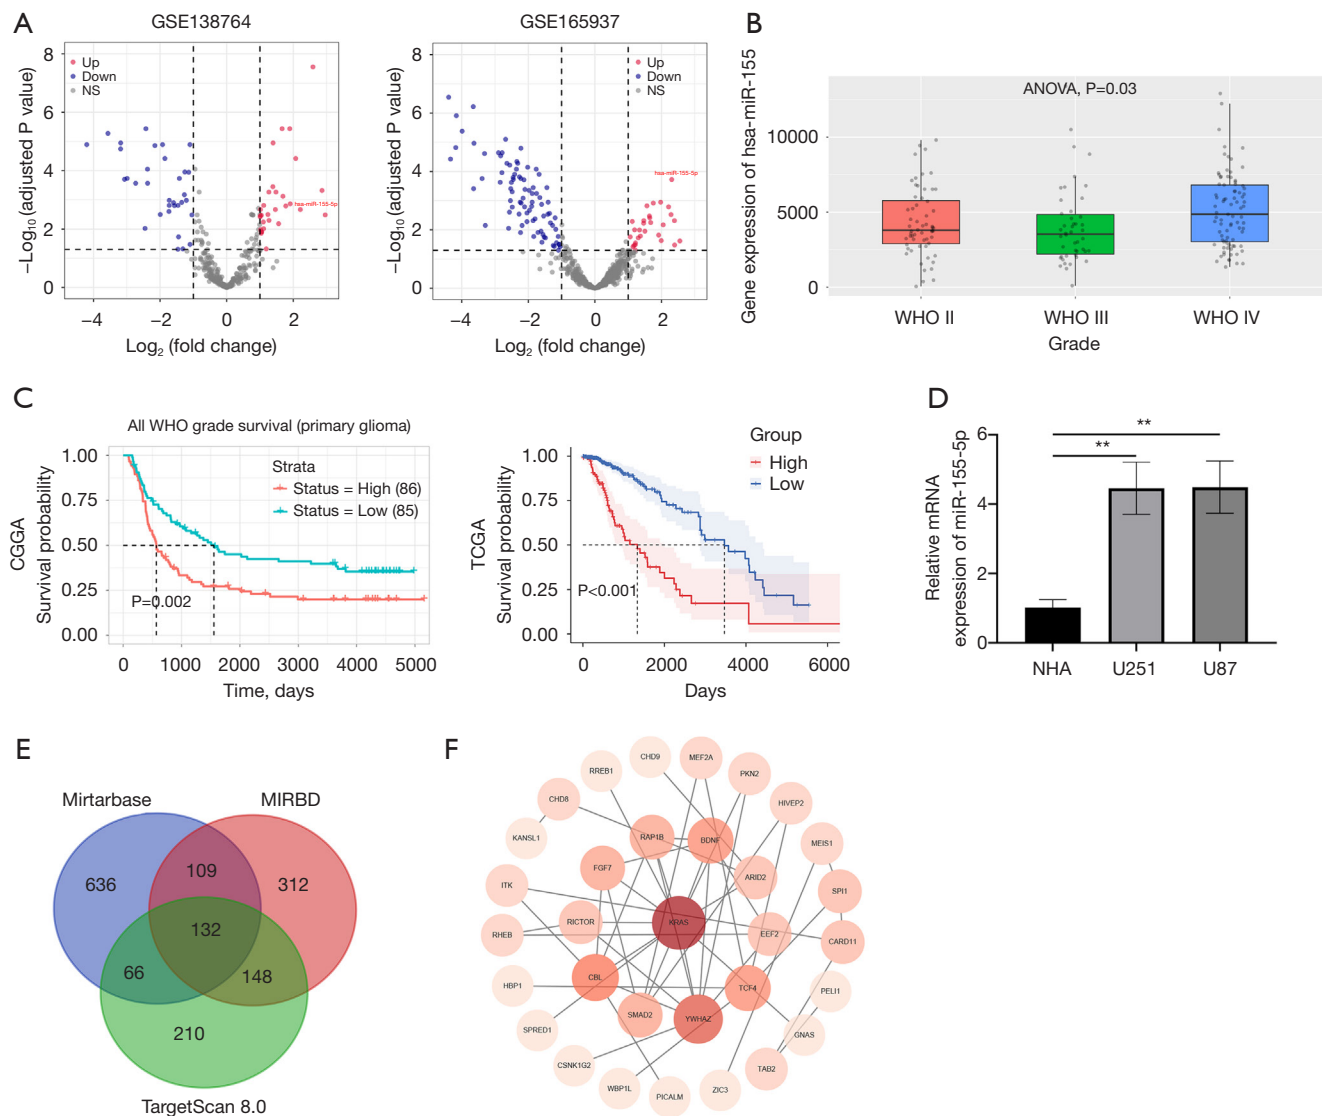 A
GSE138764
−Log10 (adjusted P value)
8
6
4
2
0
Up
Down
NS
hsa-miR-155-5p
−4
−2
0
2
Log2 (fold change)
GSE165937
−Log10 (adjusted P value)
8
6
4
2
0
Up
Down
NS
hsa-miR-155-5p
−4
−2
0
2
Log2 (fold change)
B
Gene expression of hsa-miR-155
ANOVA, P=0.03
10000
5000
0
WHO II
WHO III
WHO IV
Grade
C
All WHO grade survival (primary glioma)
CGGA
Survival probability
1.00
0.75
0.50
0.25
0.00
Strata
Status = High (86)
Status = Low (85)
P=0.002
0
1000
2000
3000
4000
5000
Time, days
TCGA
Survival probability
1.00
0.75
0.50
0.25
0.00
Group
High
Low
P<0.001
0
2000
4000
6000
Days
D
Relative mRNA
expression of miR-155-5p
6
4
2
0
**
**
NHA
U251
U87
E
Mirtarbase
MIRBD
636
109
312
132
66
148
210
TargetScan 8.0
F
CHD9
MEF2A
RREB1
PKN2
CHD8
HIVEP2
KANSL1
RAP1B
BDNF
MEIS1
FGF7
ARID2
ITK
SPI1
RICTOR
KRAS
EEF2
RHEB
CARD11
CBL
TCF4
HBP1
PELI1
SMAD2
YWHAZ
SPRED1
GNAS
CSNK1G2
TAB2
WBP1L
PICALM
ZIC3